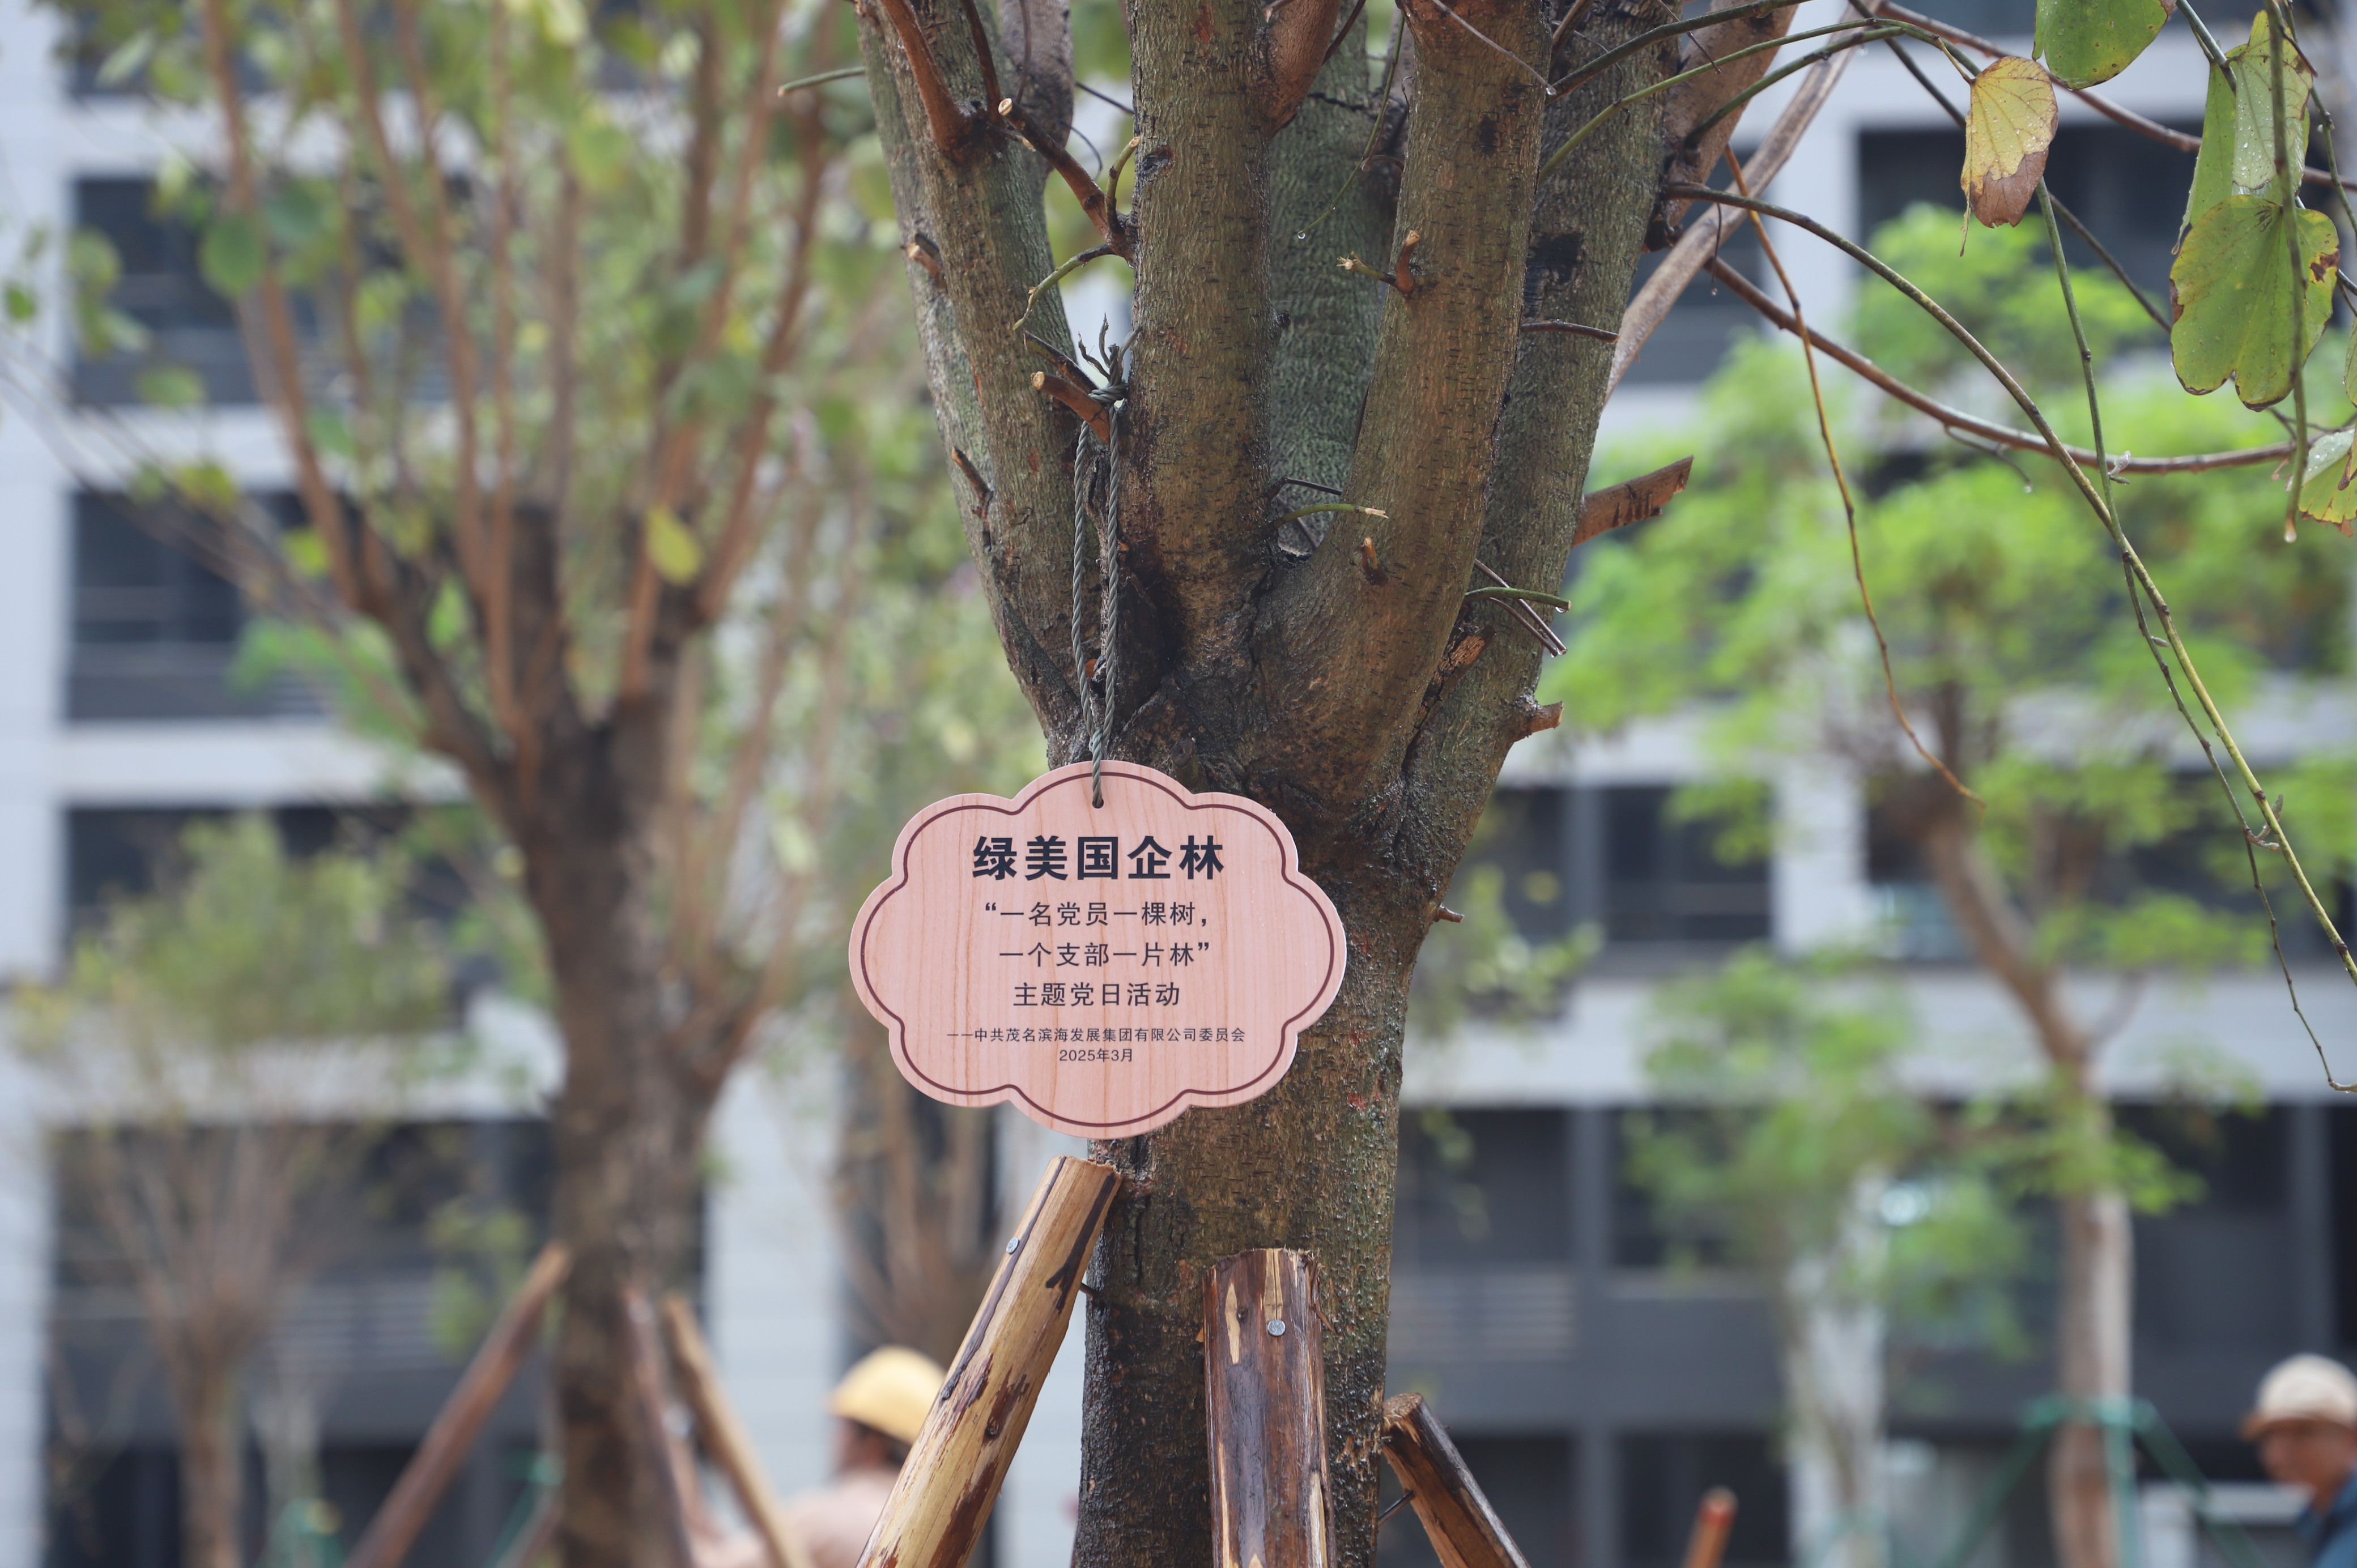 绿美国企林
“一名党员一棵树,
一个支部一片林”
主题党日活动
——中共茂名滨海发展集团有限公司委员会
2025年3月